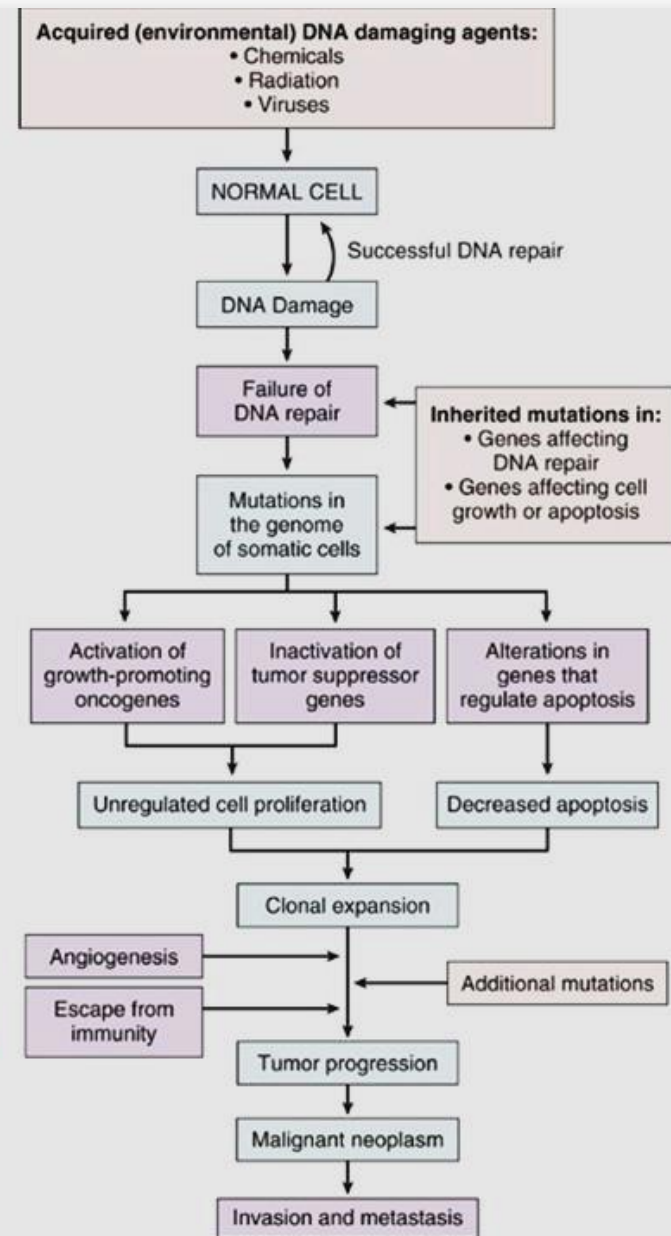 Acquired (environmental) DNA damaging agents:
• Chemicals
• Radiation
• Viruses
NORMAL CELL
Successful DNA repair
DNA Damage
Failure of
DNA repair
Inherited mutations in:
• Genes affecting
DNA repair
• Genes affecting cell
growth or apoptosis
Mutations in
the genome
of somatic cells
Activation of
growth-promoting
oncogenes
Inactivation of
tumor suppressor
genes
Alterations in
genes that
regulate apoptosis
Unregulated cell proliferation
Decreased apoptosis
Clonal expansion
Angiogenesis
Additional mutations
Escape from
immunity
Tumor progression
Malignant neoplasm
Invasion and metastasis